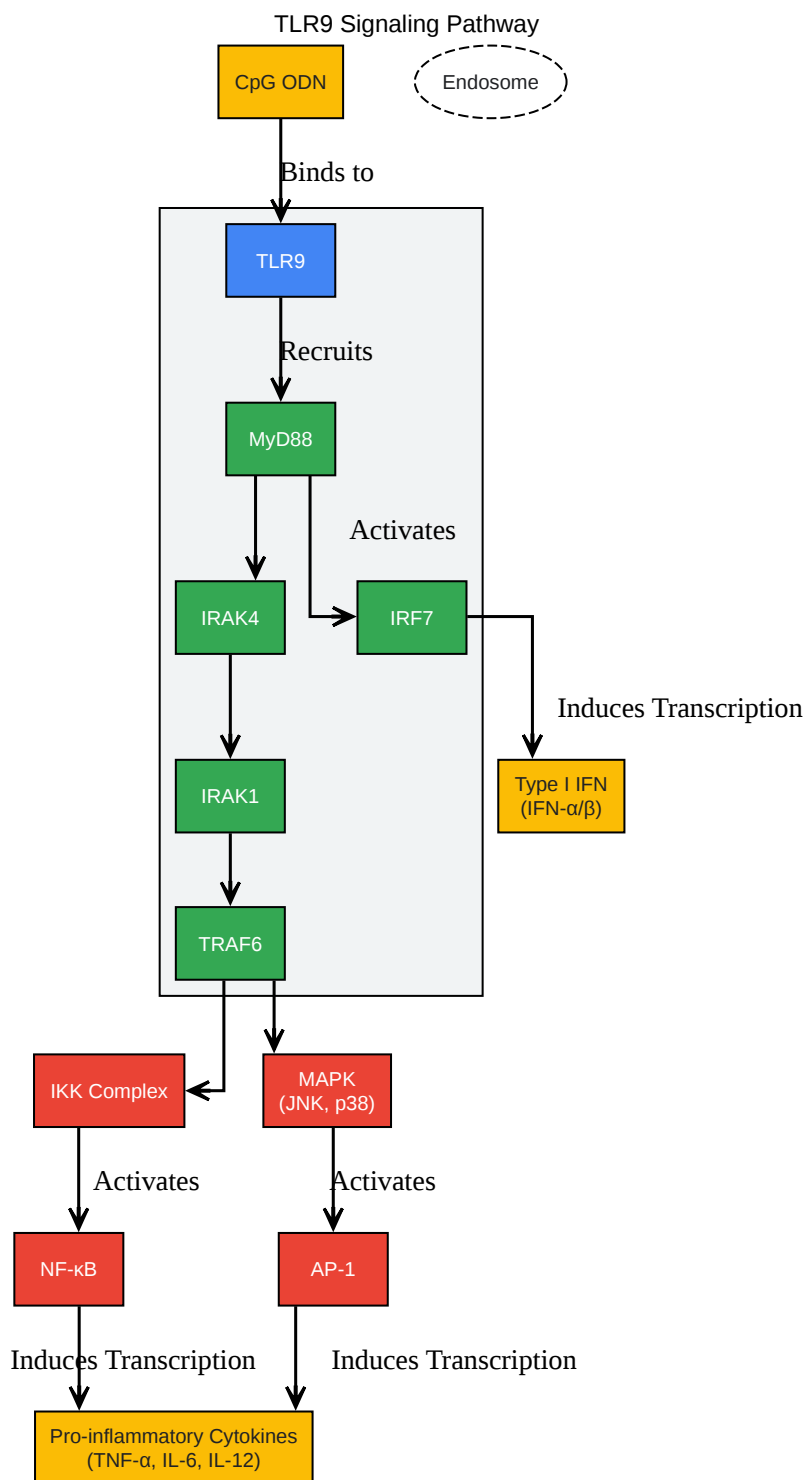 TLR9 Signaling Pathway
CpG ODN
Endosome
Binds to
TLR9
Recruits
MyD88
Activates
IRAK4
IRF7
Induces Transcription
IRAK1
Type I IFN
(IFN-α/β)
TRAF6
IKK Complex
MAPK
(JNK, p38)
Activates
Activates
NF-κB
AP-1
Induces Transcription
Induces Transcription
Pro-inflammatory Cytokines
(TNF-α, IL-6, IL-12)